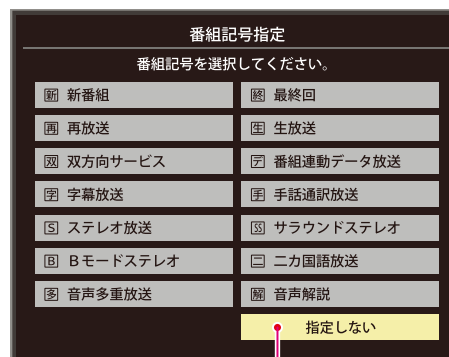 番組記号指定
番組記号を選択してください。
新 新番組
終 最終回
再 再放送
生 生放送
双 双方向サービス
デ 番組連動データ放送
字 字幕放送
手 手話通訳放送
S ステレオ放送
SS サラウンドステレオ
B Bモードステレオ
二 二カ国語放送
多 音声多重放送
解 音声解説
指定しない